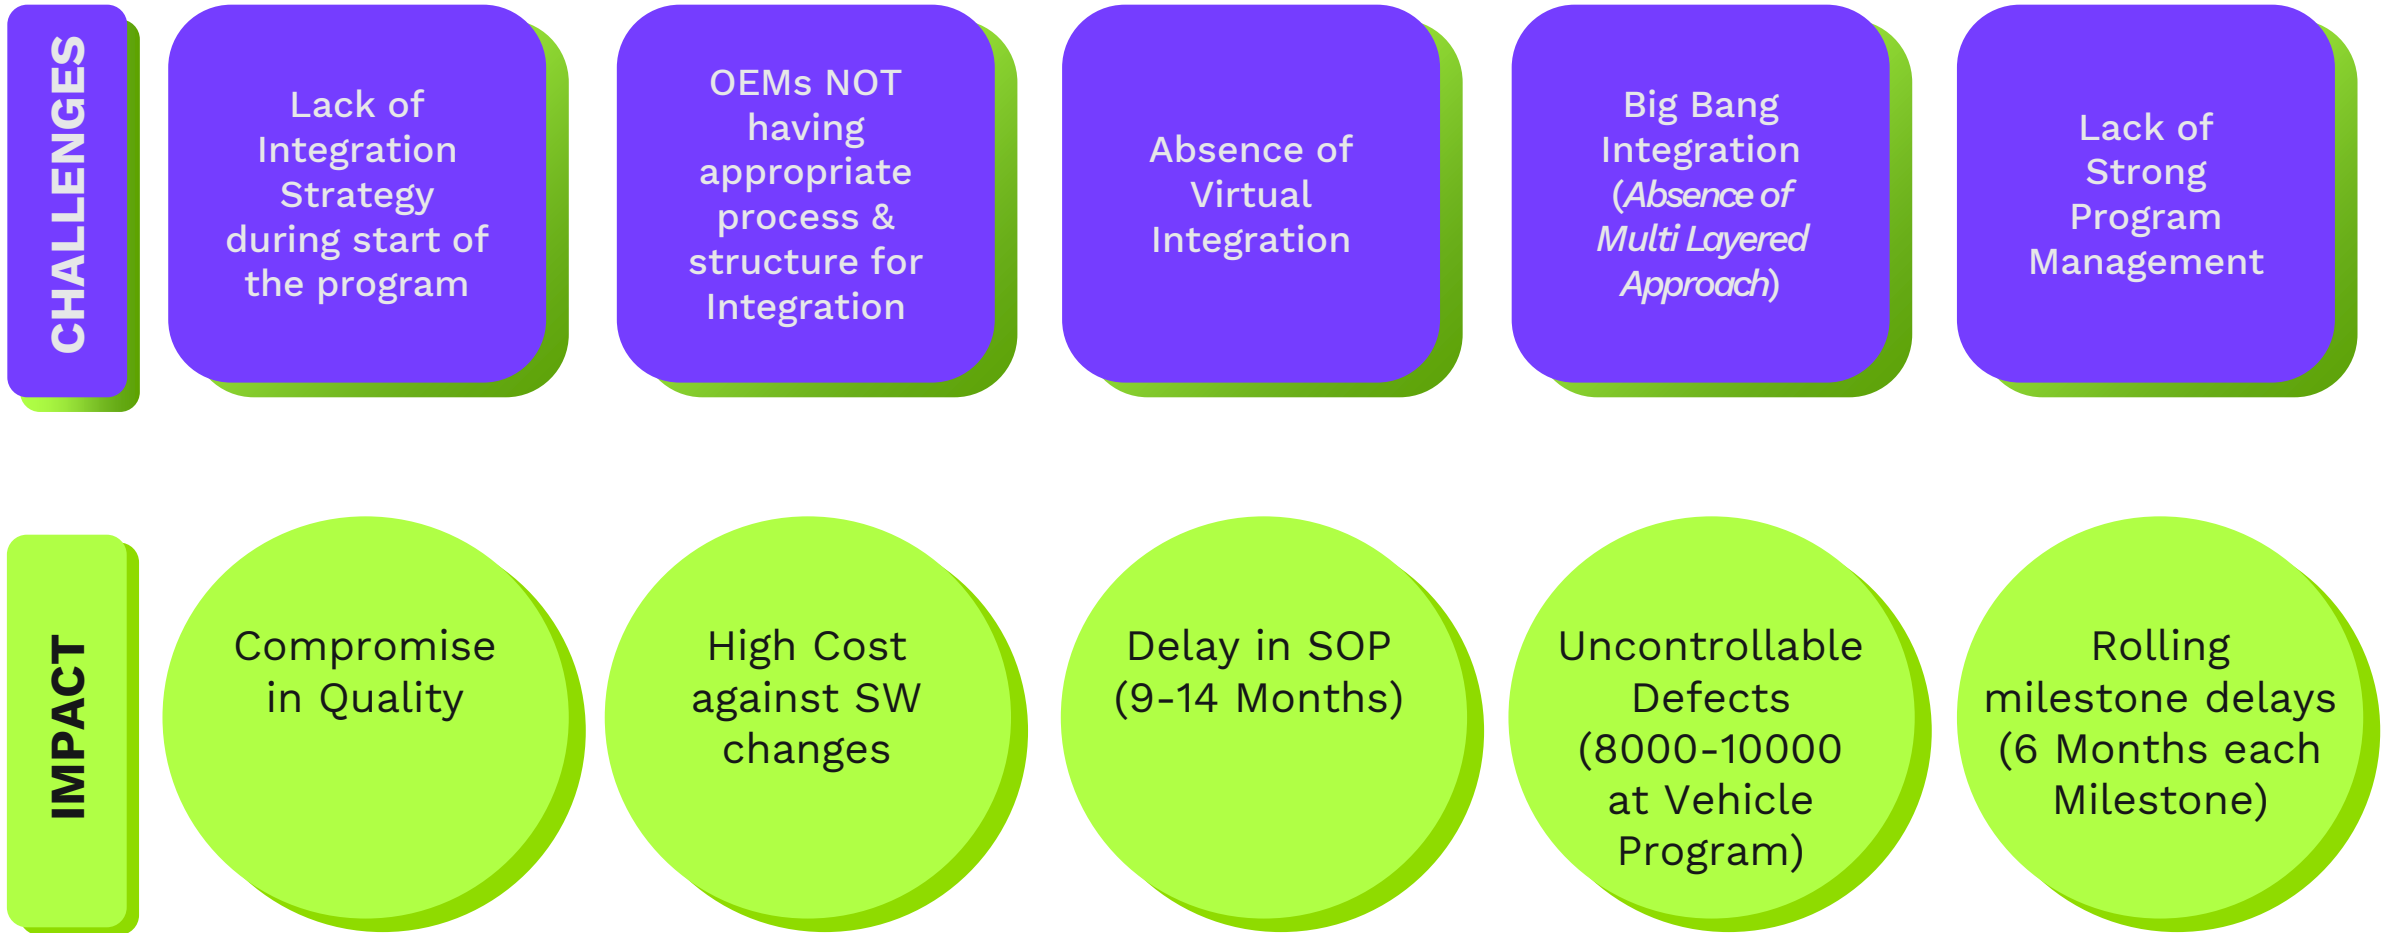 CHALLENGES
Lack of
Integration
Strategy
during start of
the program
OEMs NOT
having
appropriate
process &
structure for
Integration
Absence of
Virtual
Integration
Big Bang
Integration
(Absence of
Multi Layered
Approach)
Lack of
Strong
Program
Management
IMPACT
Compromise
in Quality
High Cost
against SW
changes
Delay in SOP
(9-14 Months)
Uncontrollable
Defects
(8000-10000
at Vehicle
Program)
Rolling
milestone delays
(6 Months each
Milestone)